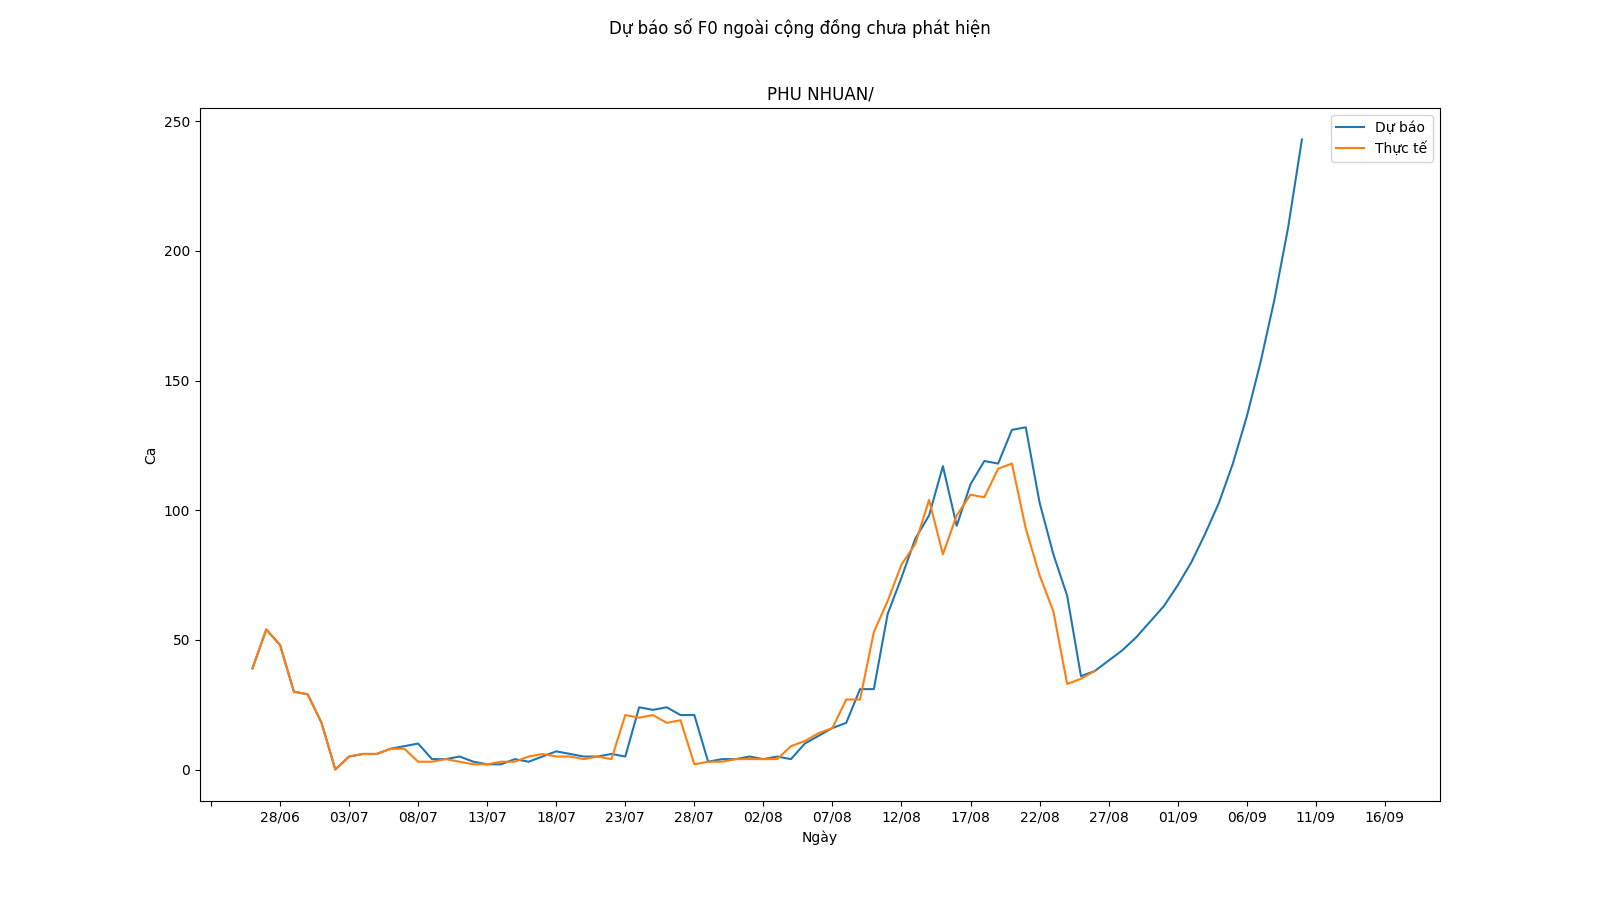 Dự báo số F0 ngoài cộng đồng chưa phát hiện
PHU NHUAN/
Dự báo
Thực tế
250
200
150
100
50
0
Ca
28/06 03/07 08/07 13/07 18/07 23/07 28/07 02/08 07/08 12/08 17/08 22/08 27/08 01/09 06/09 11/09 16/09
Ngày